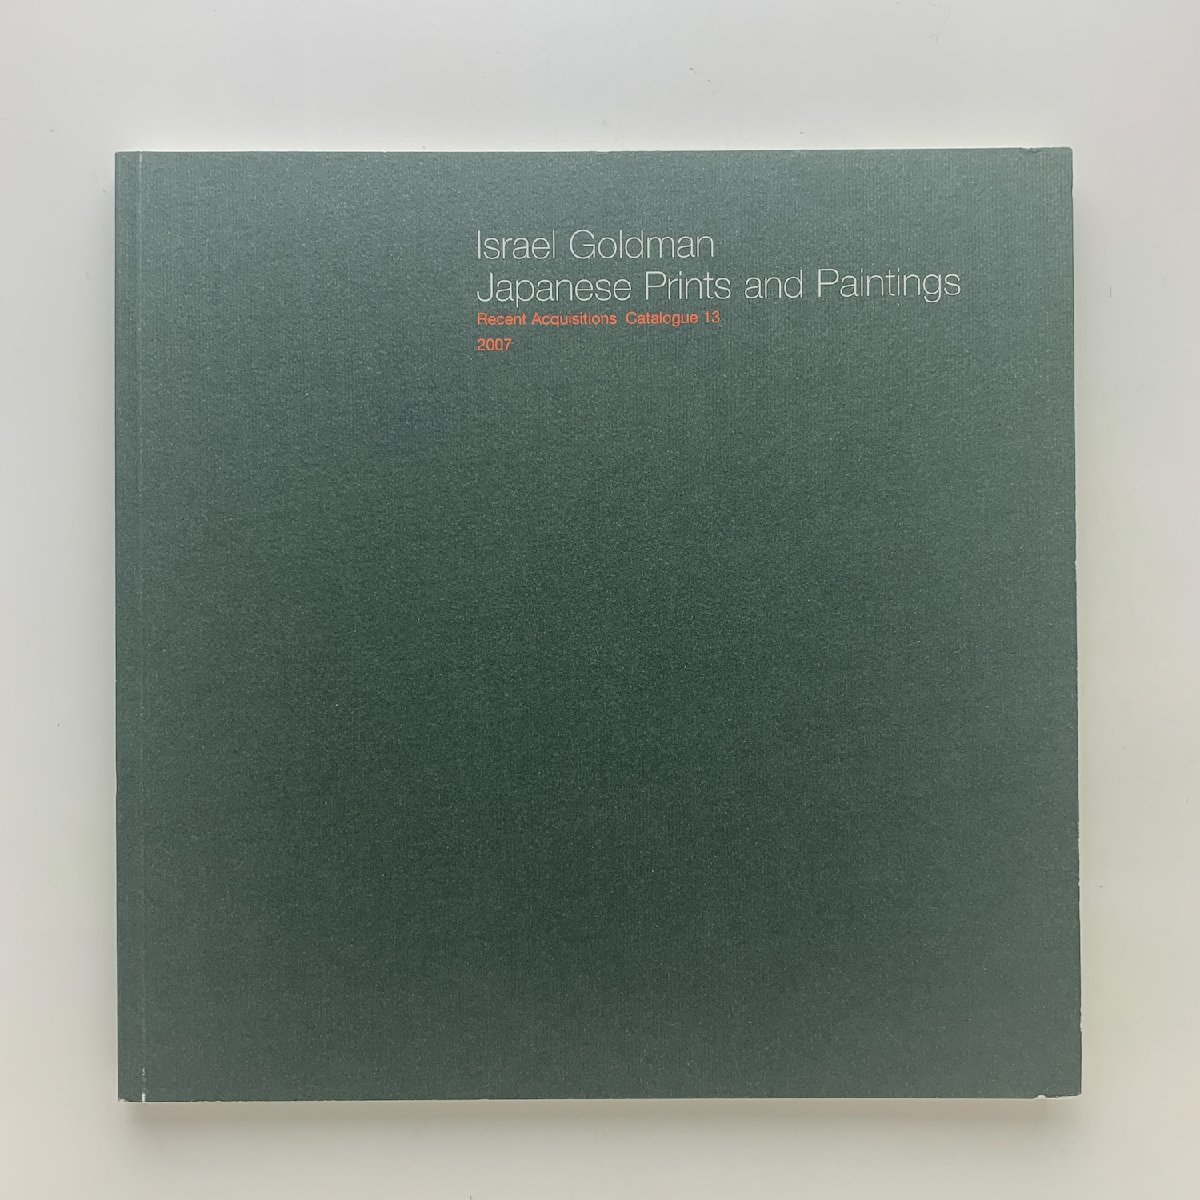 Israel Goldman
Japanese Prints and Paintings
Recent Acquisitions Catalogue 13
2007